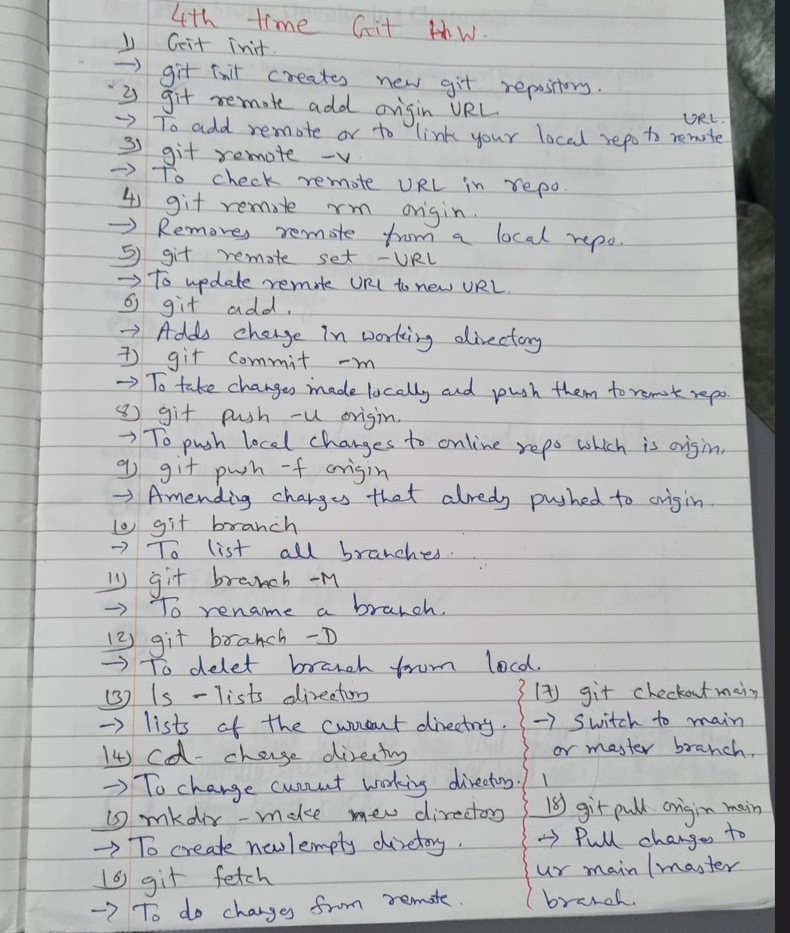 4th time Git H.W.
1) Git init.
→ git init creates new git repository.
2) git remote add origin URL
→ To add remote or to link your local repo to remote URL.
3) git remote -v
→ To check remote URL in repo.
4) git remote rm origin.
→ Removes remote from a local repo.
5) git remote set -URL
→ To update remote URL to new URL.
6) git add.
→ Adds change in working directory
7) git commit -m
→ To take changes made locally and push them to remote repo.
8) git push -u origin.
→ To push local changes to online repo which is origin.
9) git push -f origin
→ Amending changes that alredy pushed to origin.
10) git branch
→ To list all branches.
11) git branch -M
→ To rename a branch.
12) git branch -D
→ To delet branch from local.
13) ls - lists directory
→ lists of the current directory.
14) cd - change directry
→ To change current working directory.
15) mkdir - make new directory
→ To create new/empty diretory.
16) git fetch
→ To do changes from remote.
17) git checkout main
→ Switch to main
or master branch.
18) git pull origin main
→ Pull changes to
ur main/master
branch.